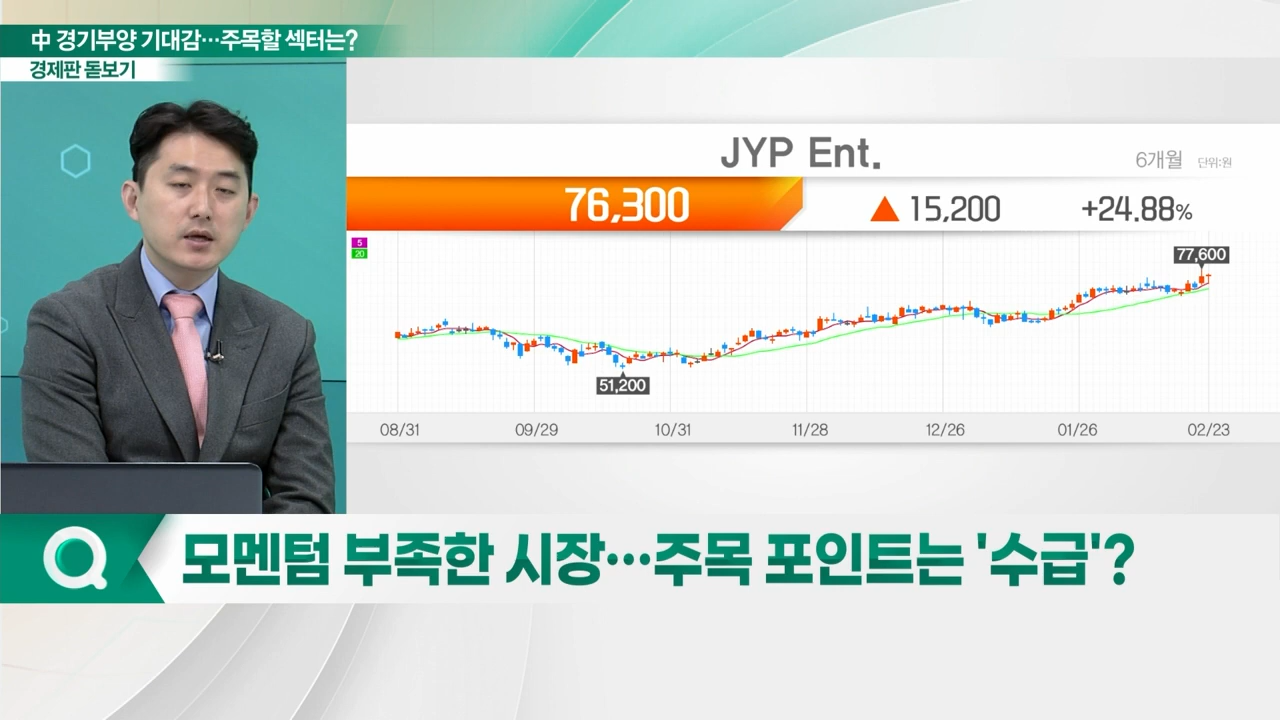 中 경기부양 기대감…주목할 섹터는?
경제판 돋보기
JYP Ent.
6개월 단위:원
76,300 ▲ 15,200 +24.88%
5
20
77,600
51,200
08/31 09/29 10/31 11/28 12/26 01/26 02/23
Q 모멘텀 부족한 시장…주목 포인트는 '수급'?